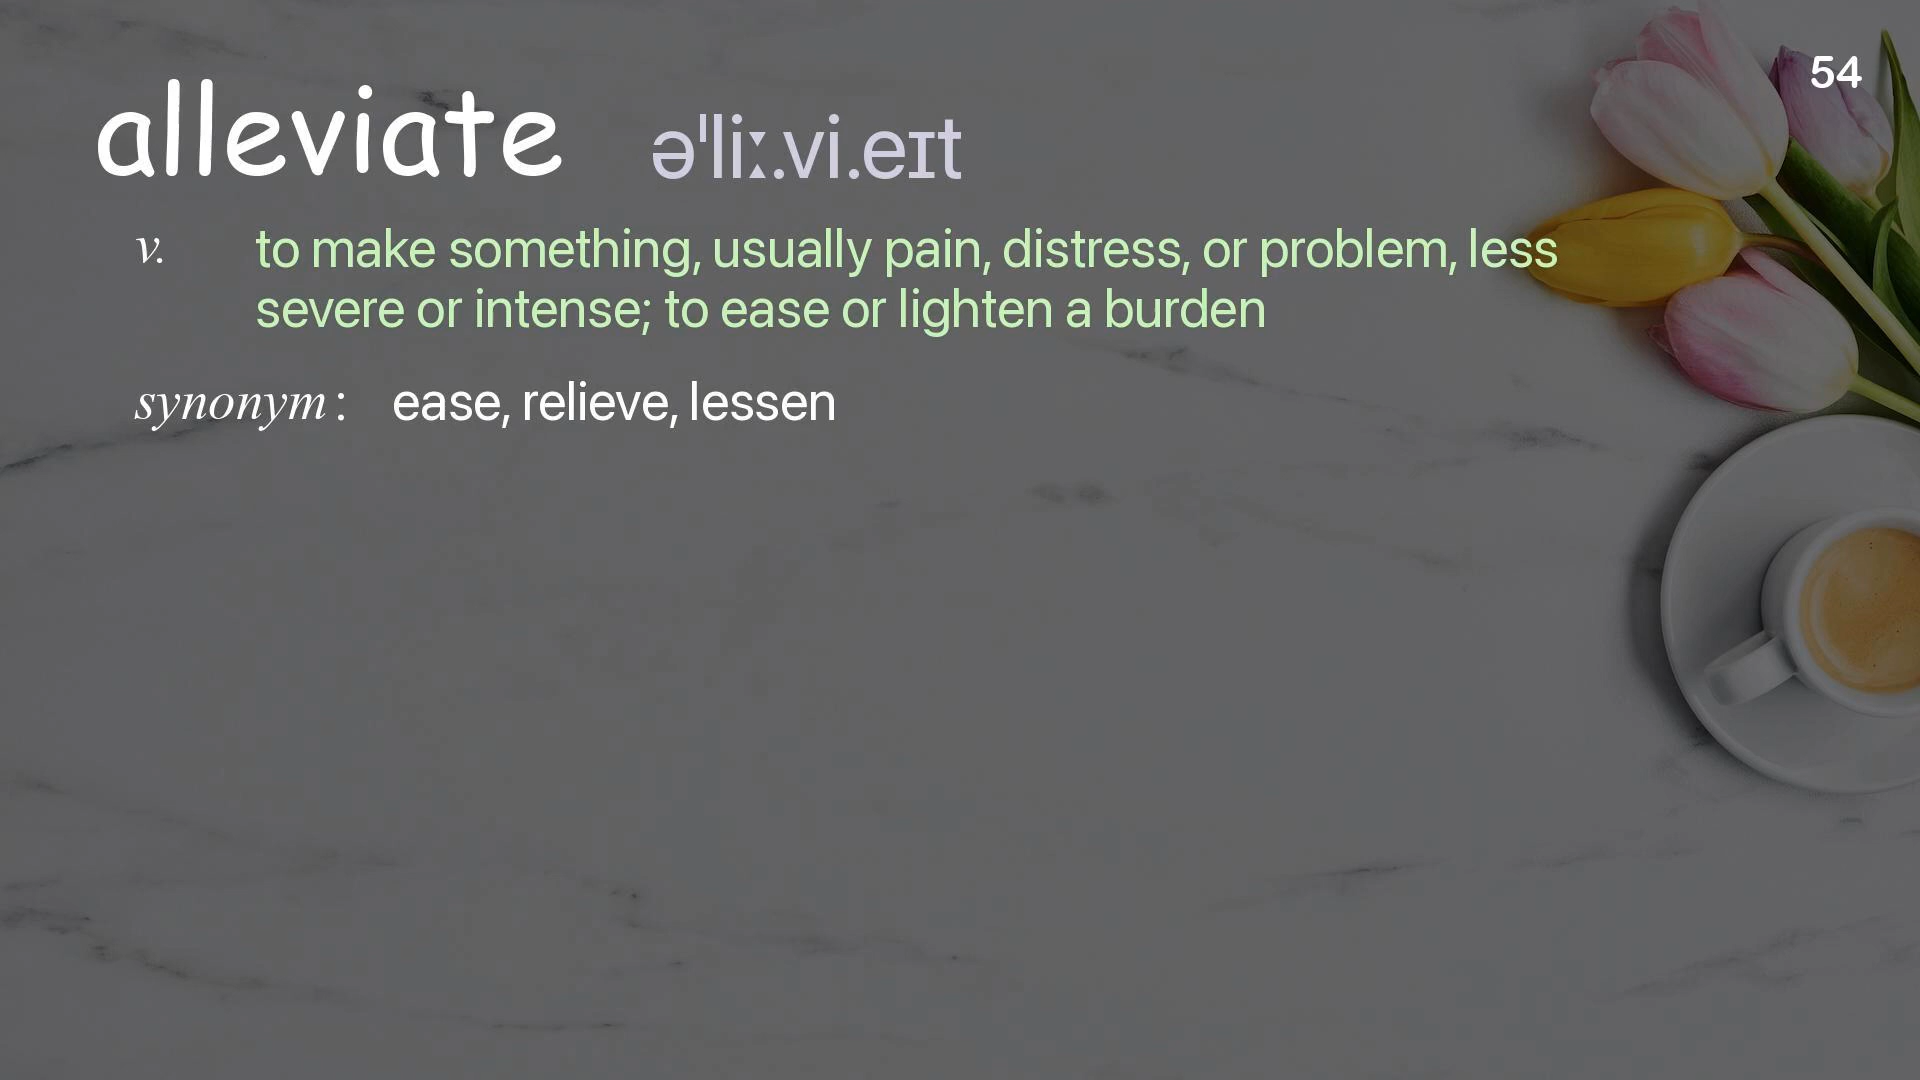 54
alleviate əˈliː.vi.eɪt
v. to make something, usually pain, distress, or problem, less
severe or intense; to ease or lighten a burden
synonym : ease, relieve, lessen